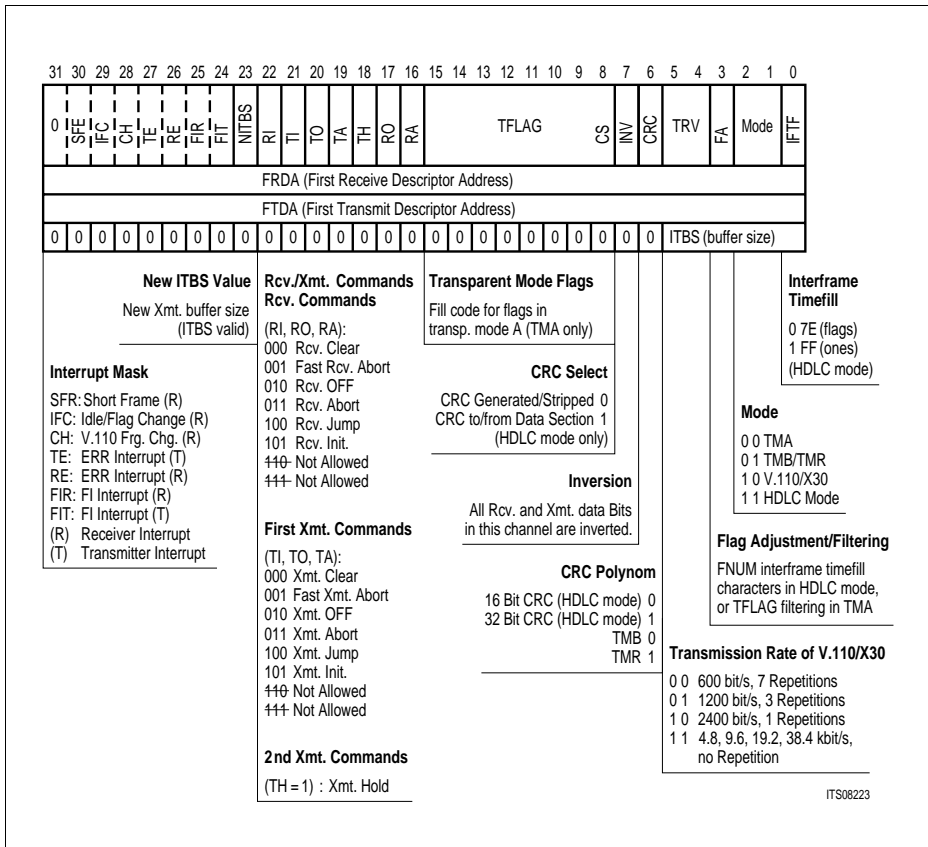 31 30 29 28 27 26 25 24 23 22 21 20 19 18 17 16 15 14 13 12 11 10 9 8 7 6 5 4 3 2 1 0
0 SFE IFC CH TE RE FIR FIT NITBS RI TI TO TA TH RO RA TFLAG CS INV CRC TRV FA Mode IFTF
FRDA (First Receive Descriptor Address)
FTDA (First Transmit Descriptor Address)
0 0 0 0 0 0 0 0 0 0 0 0 0 0 0 0 0 0 0 0 0 0 0 0 0 0 ITBS (buffer size)
New ITBS Value
New Xmt. buffer size
(ITBS valid)
Interrupt Mask
SFR: Short Frame (R)
IFC: Idle/Flag Change (R)
CH: V.110 Frg. Chg. (R)
TE: ERR Interrupt (T)
RE: ERR Interrupt (R)
FIR: FI Interrupt (R)
FIT: FI Interrupt (T)
(R) Receiver Interrupt
(T) Transmitter Interrupt
Rcv./Xmt. Commands
Rcv. Commands
(RI, RO, RA):
000 Rcv. Clear
001 Fast Rcv. Abort
010 Rcv. OFF
011 Rcv. Abort
100 Rcv. Jump
101 Rcv. Init.
110 Not Allowed
111 Not Allowed
First Xmt. Commands
(TI, TO, TA):
000 Xmt. Clear
001 Fast Xmt. Abort
010 Xmt. OFF
011 Xmt. Abort
100 Xmt. Jump
101 Xmt. Init.
110 Not Allowed
111 Not Allowed
2nd Xmt. Commands
(TH = 1) : Xmt. Hold
Transparent Mode Flags
Fill code for flags in
transp. mode A (TMA only)
CRC Select
CRC Generated/Stripped 0
CRC to/from Data Section 1
(HDLC mode only)
Inversion
All Rcv. and Xmt. data Bits
in this channel are inverted.
CRC Polynom
16 Bit CRC (HDLC mode) 0
32 Bit CRC (HDLC mode) 1
TMB 0
TMR 1
Interframe
Timefill
0 7E (flags)
1 FF (ones)
(HDLC mode)
Mode
0 0 TMA
0 1 TMB/TMR
1 0 V.110/X30
1 1 HDLC Mode
Flag Adjustment/Filtering
FNUM interframe timefill
characters in HDLC mode,
or TFLAG filtering in TMA
Transmission Rate of V.110/X30
0 0 600 bit/s, 7 Repetitions
0 1 1200 bit/s, 3 Repetitions
1 0 2400 bit/s, 1 Repetitions
1 1 4.8, 9.6, 19.2, 38.4 kbit/s,
no Repetition
ITS08223